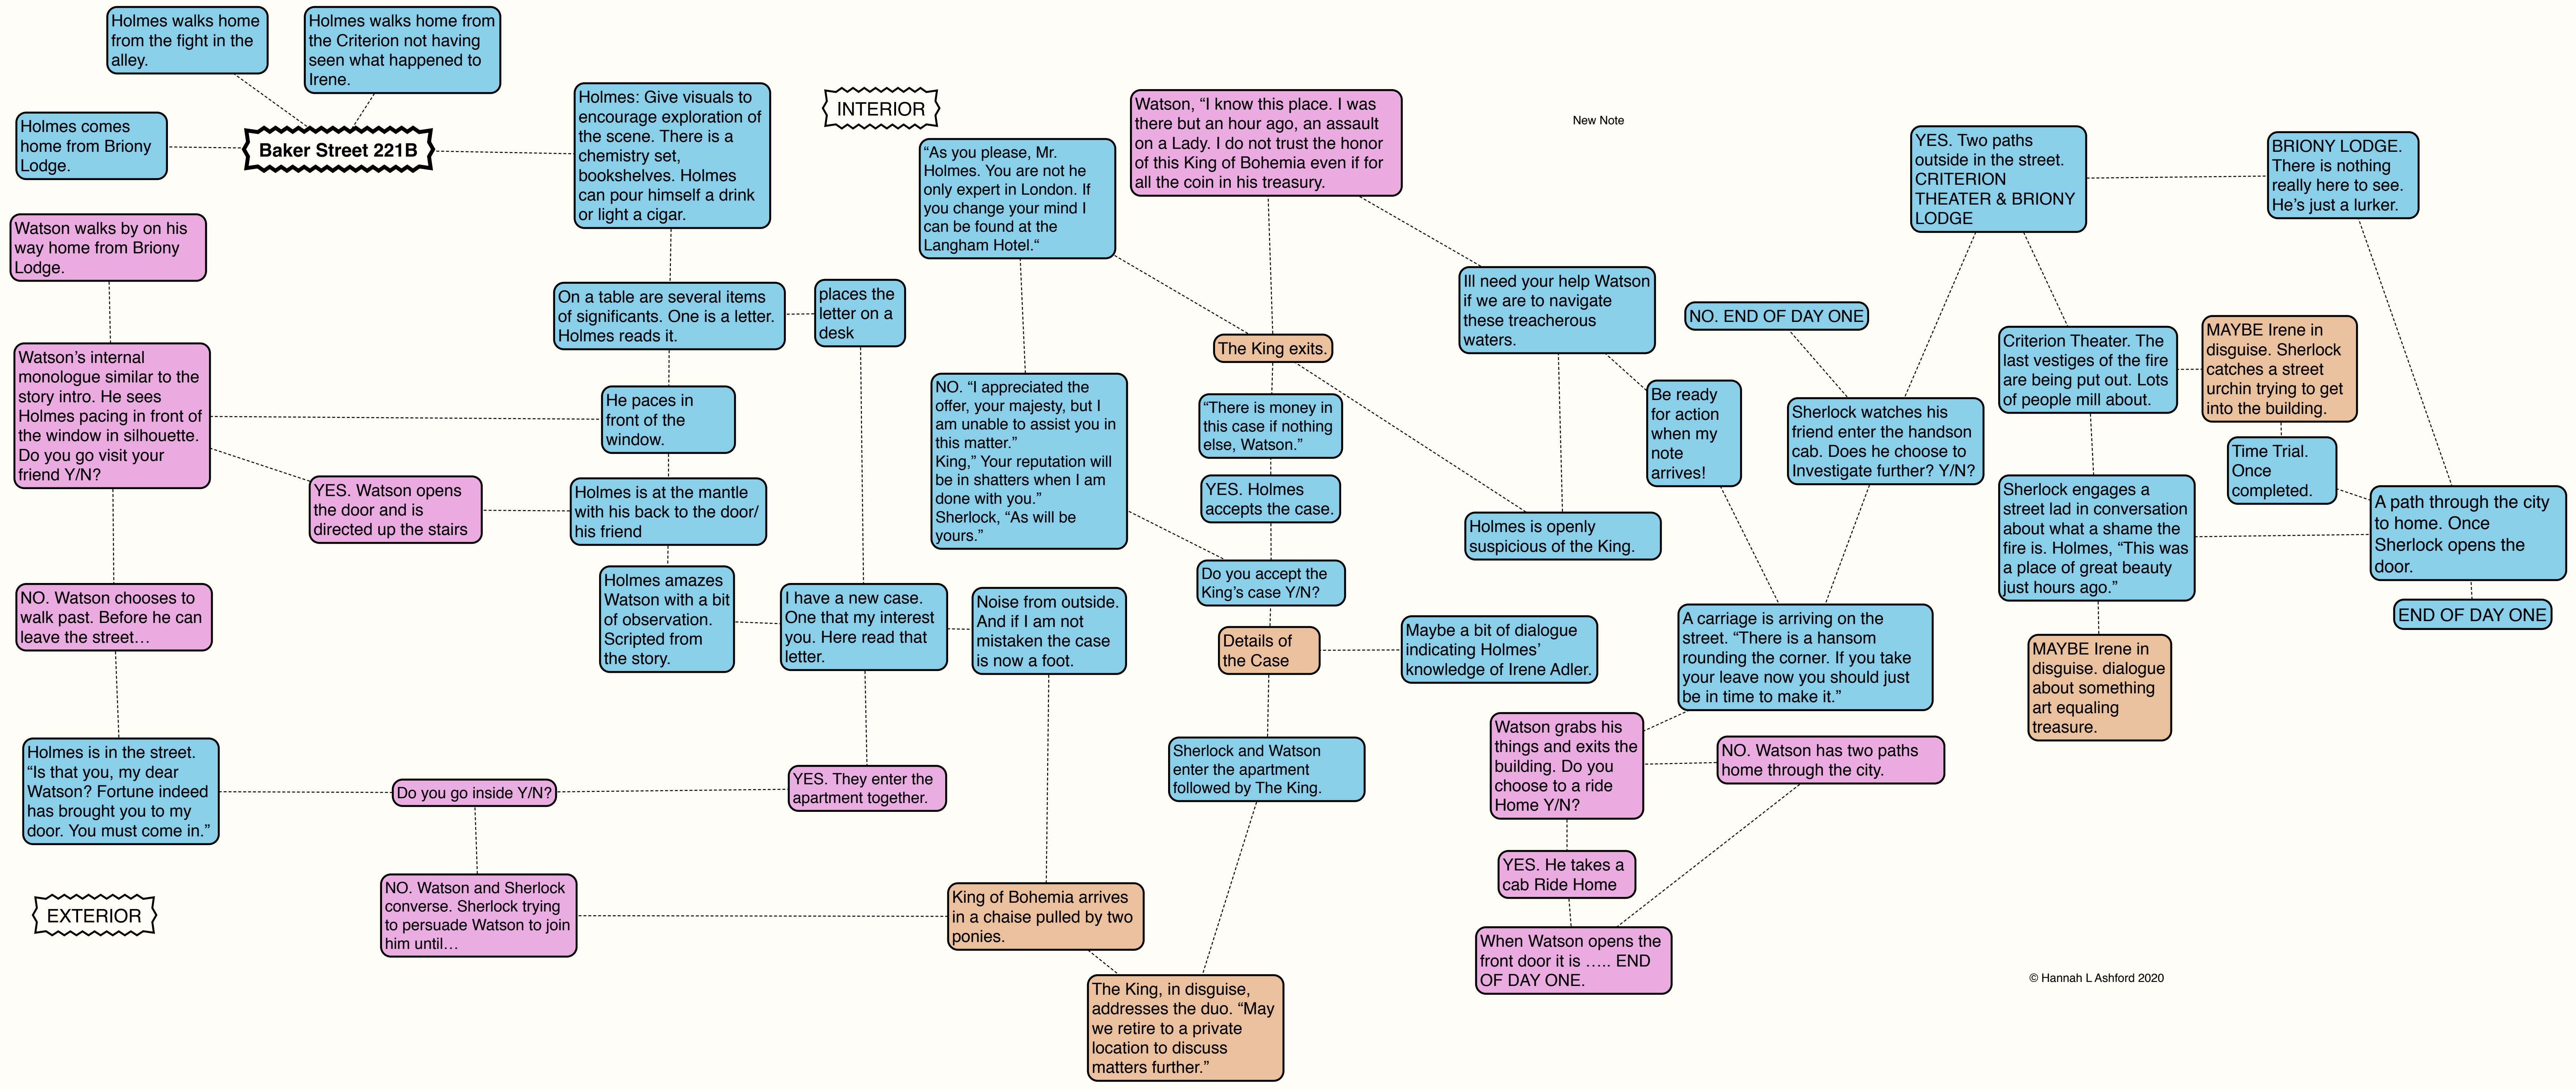 Holmes walks home
from the fight in the
alley.
Holmes walks home from
the Criterion not having
seen what happened to
Irene.
Holmes comes
home from Briony
Lodge.
Baker Street 221B
Holmes: Give visuals to
encourage exploration of
the scene. There is a
chemistry set,
bookshelves. Holmes
can pour himself a drink
or light a cigar.
INTERIOR
Watson, “I know this place. I was
there but an hour ago, an assault
on a Lady. I do not trust the honor
of this King of Bohemia even if for
all the coin in his treasury.
New Note
“As you please, Mr.
Holmes. You are not he
only expert in London. If
you change your mind I
can be found at the
Langham Hotel.“
YES. Two paths
outside in the street.
CRITERION
THEATER & BRIONY
LODGE
BRIONY LODGE.
There is nothing
really here to see.
He’s just a lurker.
Watson walks by on his
way home from Briony
Lodge.
On a table are several items
of significants. One is a letter.
Holmes reads it.
places the
letter on a
desk
Ill need your help Watson
if we are to navigate
these treacherous
waters.
NO. END OF DAY ONE
The King exits.
Criterion Theater. The
last vestiges of the fire
are being put out. Lots
of people mill about.
MAYBE Irene in
disguise. Sherlock
catches a street
urchin trying to get
into the building.
Watson’s internal
monologue similar to the
story intro. He sees
Holmes pacing in front of
the window in silhouette.
Do you go visit your
friend Y/N?
He paces in
front of the
window.
NO. “I appreciated the
offer, your majesty, but I
am unable to assist you in
this matter.”
King,” Your reputation will
be in shatters when I am
done with you.”
Sherlock, “As will be
yours.”
“There is money in
this case if nothing
else, Watson.”
Be ready
for action
when my
note
arrives!
Sherlock watches his
friend enter the handson
cab. Does he choose to
Investigate further? Y/N?
Time Trial.
Once
completed.
YES. Watson opens
the door and is
directed up the stairs
Holmes is at the mantle
with his back to the door/
his friend
YES. Holmes
accepts the case.
Holmes is openly
suspicious of the King.
Sherlock engages a
street lad in conversation
about what a shame the
fire is. Holmes, “This was
a place of great beauty
just hours ago.”
A path through the city
to home. Once
Sherlock opens the
door.
NO. Watson chooses to
walk past. Before he can
leave the street…
Holmes amazes
Watson with a bit
of observation.
Scripted from
the story.
I have a new case.
One that my interest
you. Here read that
letter.
Noise from outside.
And if I am not
mistaken the case
is now a foot.
Do you accept the
King’s case Y/N?
END OF DAY ONE
Details of
the Case
Maybe a bit of dialogue
indicating Holmes’
knowledge of Irene Adler.
A carriage is arriving on the
street. “There is a hansom
rounding the corner. If you take
your leave now you should just
be in time to make it.”
MAYBE Irene in
disguise. dialogue
about something
art equaling
treasure.
Holmes is in the street.
“Is that you, my dear
Watson? Fortune indeed
has brought you to my
door. You must come in.”
Do you go inside Y/N?
YES. They enter the
apartment together.
Sherlock and Watson
enter the apartment
followed by The King.
Watson grabs his
things and exits the
building. Do you
choose to a ride
Home Y/N?
NO. Watson has two paths
home through the city.
YES. He takes a
cab Ride Home
EXTERIOR
NO. Watson and Sherlock
converse. Sherlock trying
to persuade Watson to join
him until…
King of Bohemia arrives
in a chaise pulled by two
ponies.
When Watson opens the
front door it is ….. END
OF DAY ONE.
The King, in disguise,
addresses the duo. “May
we retire to a private
location to discuss
matters further.”
© Hannah L Ashford 2020